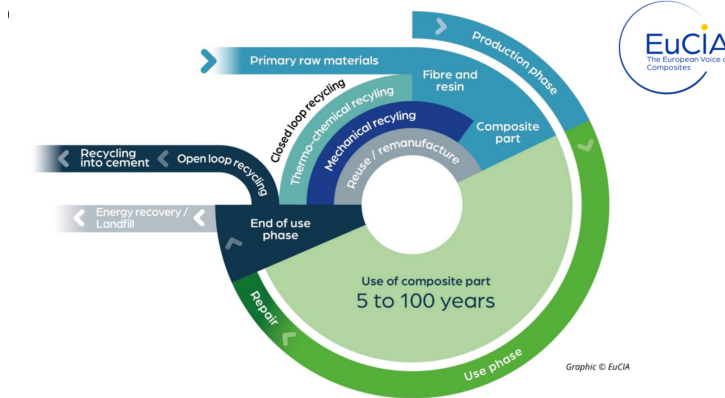 EuCIA
The European Voice o
Composites
Production phase
Primary raw materials
Fibre and
resin
Closed loop recycling
Thermo-chemical recyling
Mechanical recyling
Reuse / remanufacture
Composite
part
Recycling
into cement
Open loop recycling
Energy recovery /
Landfill
End of use
phase
Use of composite part
5 to 100 years
Repair
Use phase
Graphic © EuCIA